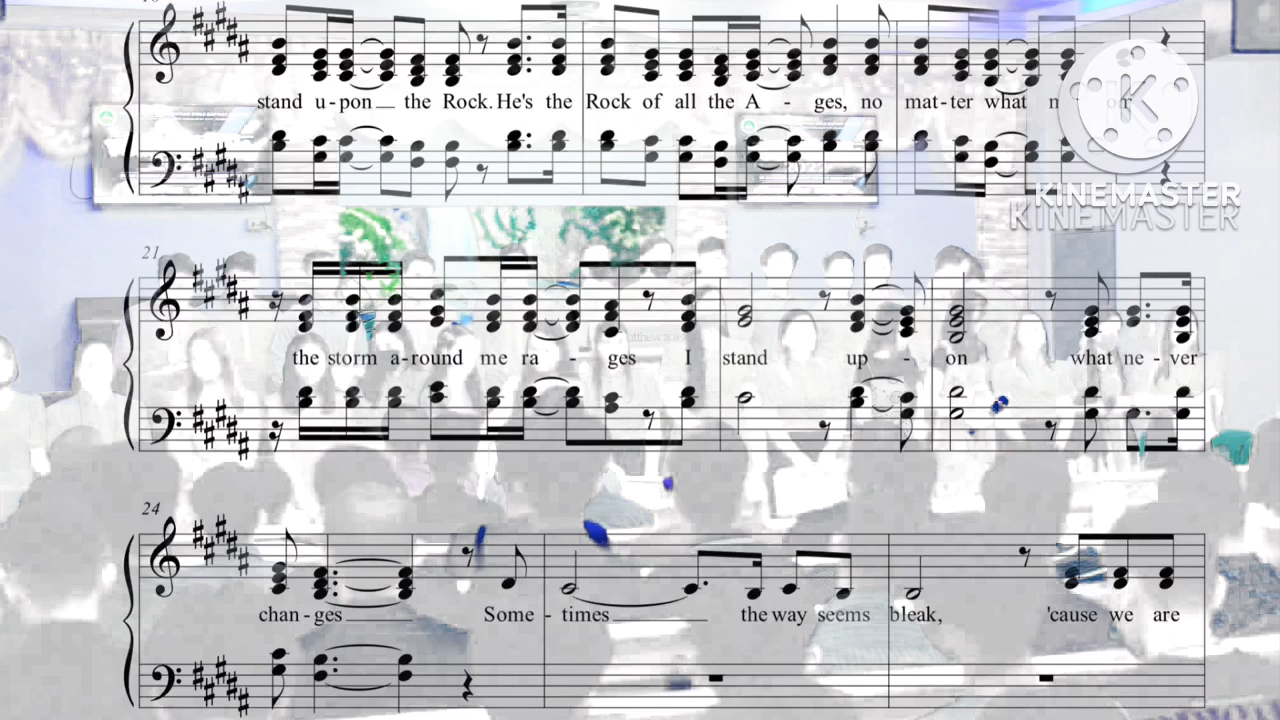 stand u - pon the Rock. He's the Rock of all the A - ges, no mat - ter what
KINEMASTER
21
the storm a - round me ra - ges I stand up - on what ne - ver
24
chan - ges Some - times the way seems bleak, 'cause we are